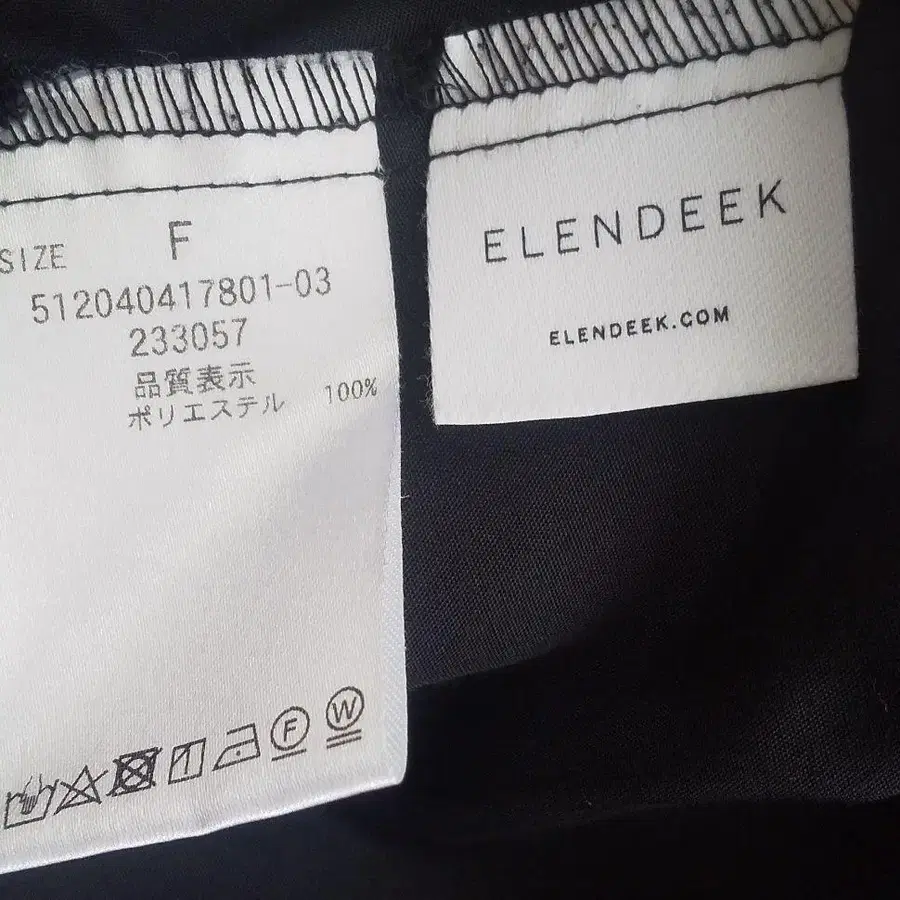 SIZE F
512040417801-03
233057
品質表示
ポリエステル 100%
F W
ELENDEEK
ELENDEEK.COM